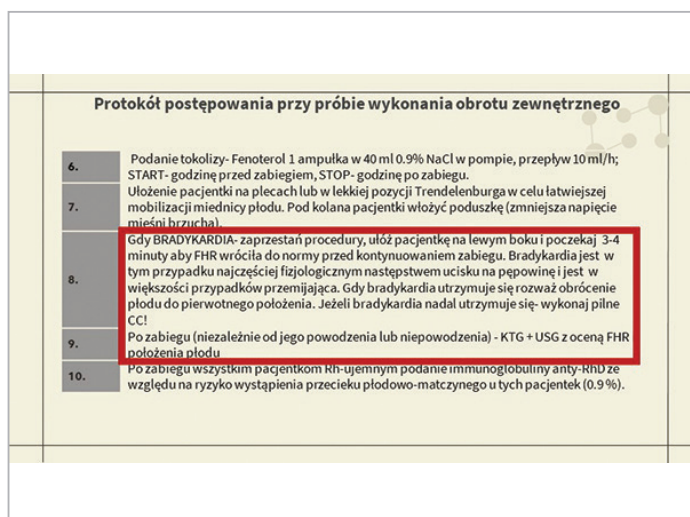 Protokół postępowania przy próbie wykonania obrotu zewnętrznego
6.
Podanie tokolizy- Fenoterol 1 ampułka w 40 ml 0.9% NaCl w pompie, przepływ 10 ml/h;
START- godzinę przed zabiegiem, STOP- godzinę po zabiegu.
7.
Ułożenie pacjentki na plecach lub w lekkiej pozycji Trendelenburga w celu łatwiejszej
mobilizacji miednicy płodu. Pod kolana pacjentki włożyć poduszkę (zmniejsza napięcie
mięśni brzucha).
8.
Gdy BRADYKARDIA- zaprzestań procedury, ułóż pacjentkę na lewym boku i poczekaj 3-4
minuty aby FHR wróciła do normy przed kontynuowaniem zabiegu. Bradykardia jest w
tym przypadku najczęściej fizjologicznym następstwem ucisku na pępowinę i jest w
większości przypadków przemijająca. Gdy bradykardia utrzymuje się rozważ obrócenie
płodu do pierwotnego położenia. Jeżeli bradykardia nadal utrzymuje się- wykonaj pilne
CC!
9.
Po zabiegu (niezależnie od jego powodzenia lub niepowodzenia) - KTG + USG z oceną FHR
położenia płodu
10.
Po zabiegu wszystkim pacjentkom Rh-ujemnym podanie immunoglobuliny anty-RhD ze
względu na ryzyko wystąpienia przecieku płodowo-matczynego u tych pacjentek (0.9%).